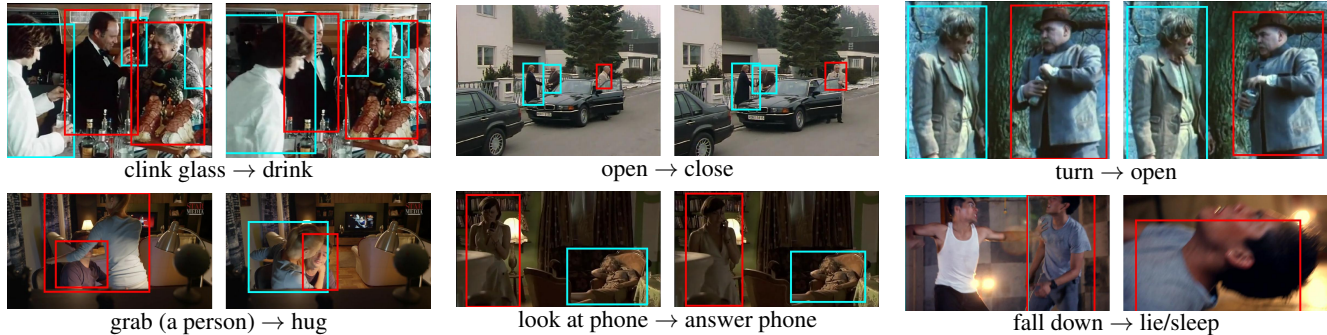 clink glass → drink
open → close
turn → open
MEDIA
grab (a person) → hug
look at phone → answer phone
fall down → lie/sleep